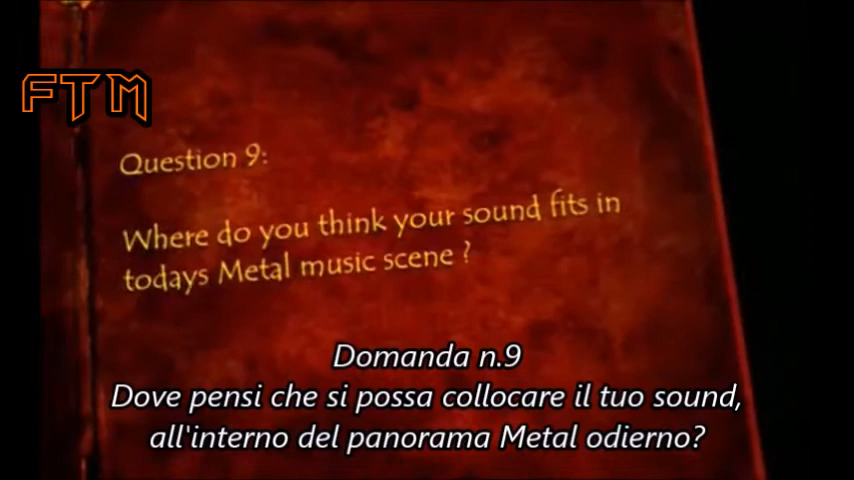 FTM
Question 9:
Where do you think your sound fits in
todays Metal music scene ?
Domanda n.9
Dove pensi che si possa collocare il tuo sound,
all'interno del panorama Metal odierno?